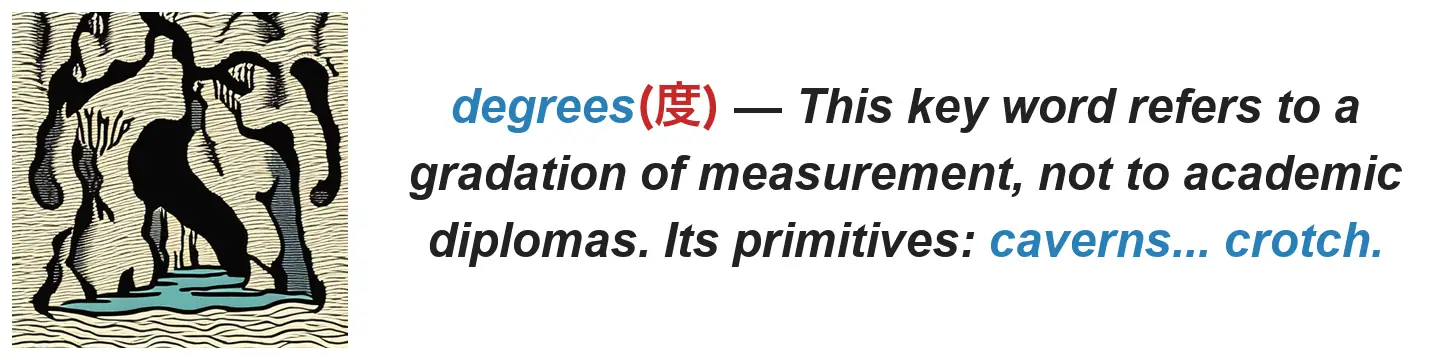 degrees(度) — This key word refers to a
gradation of measurement, not to academic
diplomas. Its primitives: caverns... crotch.